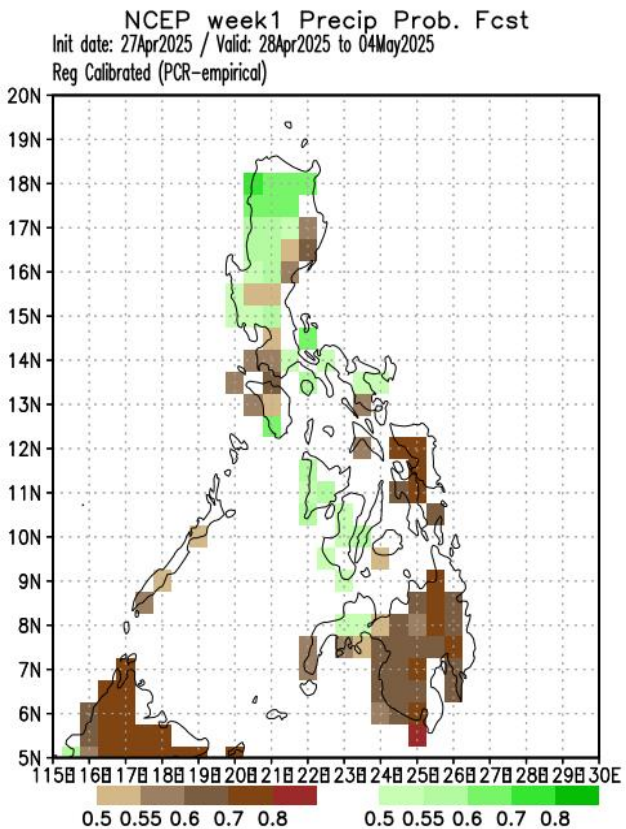 NCEP week1 Precip Prob. Fcst
Init date: 27Apr2025 / Valid: 28Apr2025 to 04May2025
Reg Calibrated (PCR-empirical)
20N
19N
18N
17N
16N
15N
14N
13N
12N
11N
10N
9N
8N
7N
6N
5N
115E 116E 117E 118E 119E 120E 121E 122E 123E 124E 125E 126E 127E 128E 129E 130E
0.5 0.55 0.6 0.7 0.8 0.5 0.55 0.6 0.7 0.8